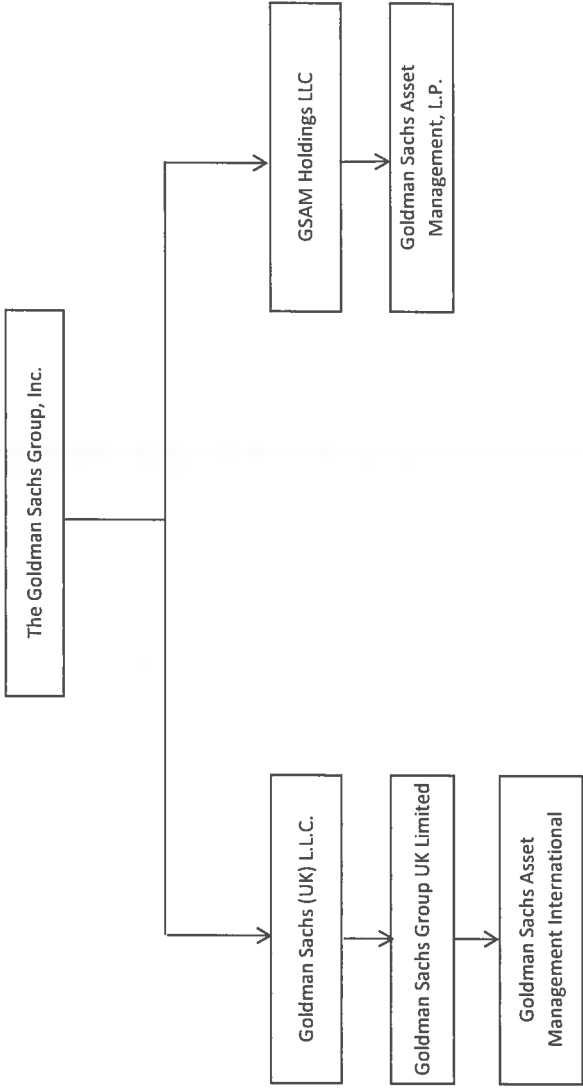 The Goldman Sachs Group, Inc.
Goldman Sachs (UK) L.L.C.
Goldman Sachs Group UK Limited
Goldman Sachs Asset
Management International
GSAM Holdings LLC
Goldman Sachs Asset
Management, L.P.